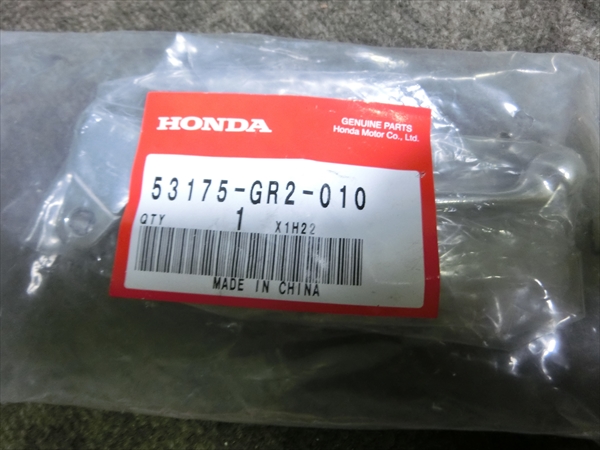 HONDA
GENUINE PARTS
Honda Motor Co., Ltd.
53175-GR2-010
QTY 1 X1H22
MADE IN CHINA